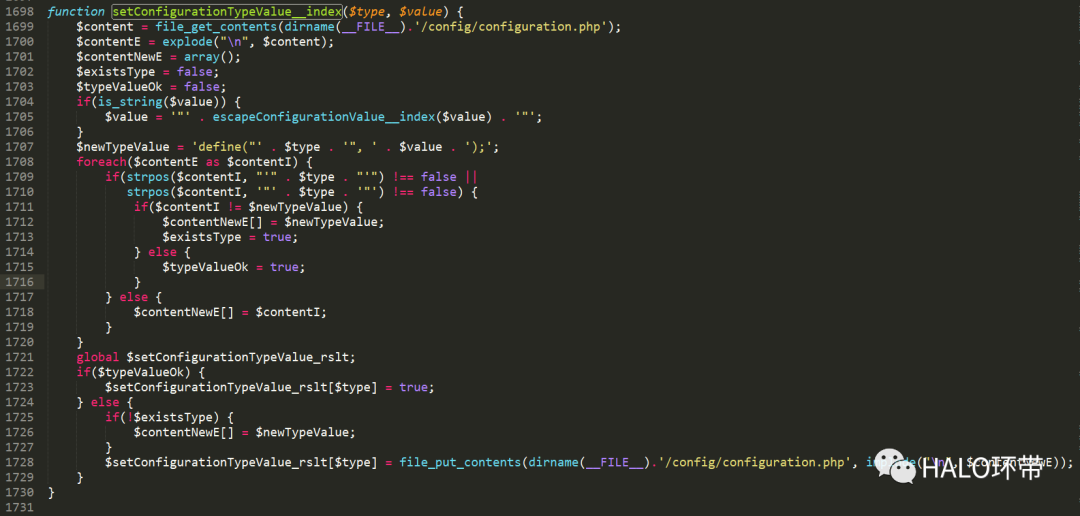 1698 function setConfigurationTypeValue__index($type, $value) {
1699     $content = file_get_contents(dirname(__FILE__).'/config/configuration.php');
1700     $contentE = explode("\n", $content);
1701     $contentNewE = array();
1702     $existsType = false;
1703     $typeValueOk = false;
1704     if(is_string($value)) {
1705         $value = '"' . escapeConfigurationValue__index($value) . '"';
1706     }
1707     $newTypeValue = 'define("' . $type . '", ' . $value . ');';
1708     foreach($contentE as $contentI) {
1709         if(strpos($contentI, "'" . $type . "'") !== false ||
1710            strpos($contentI, '"' . $type . '"') !== false) {
1711             if($contentI != $newTypeValue) {
1712                 $contentNewE[] = $newTypeValue;
1713                 $existsType = true;
1714             } else {
1715                 $typeValueOk = true;
1716             }
1717         } else {
1718             $contentNewE[] = $contentI;
1719         }
1720     }
1721     global $setConfigurationTypeValue_rslt;
1722     if($typeValueOk) {
1723         $setConfigurationTypeValue_rslt[$type] = true;
1724     } else {
1725         if(!$existsType) {
1726             $contentNewE[] = $newTypeValue;
1727         }
1728         $setConfigurationTypeValue_rslt[$type] = file_put_contents(dirname(__FILE__).'/config/configuration.php',
1729     }
1730 }
1731
HALO环带